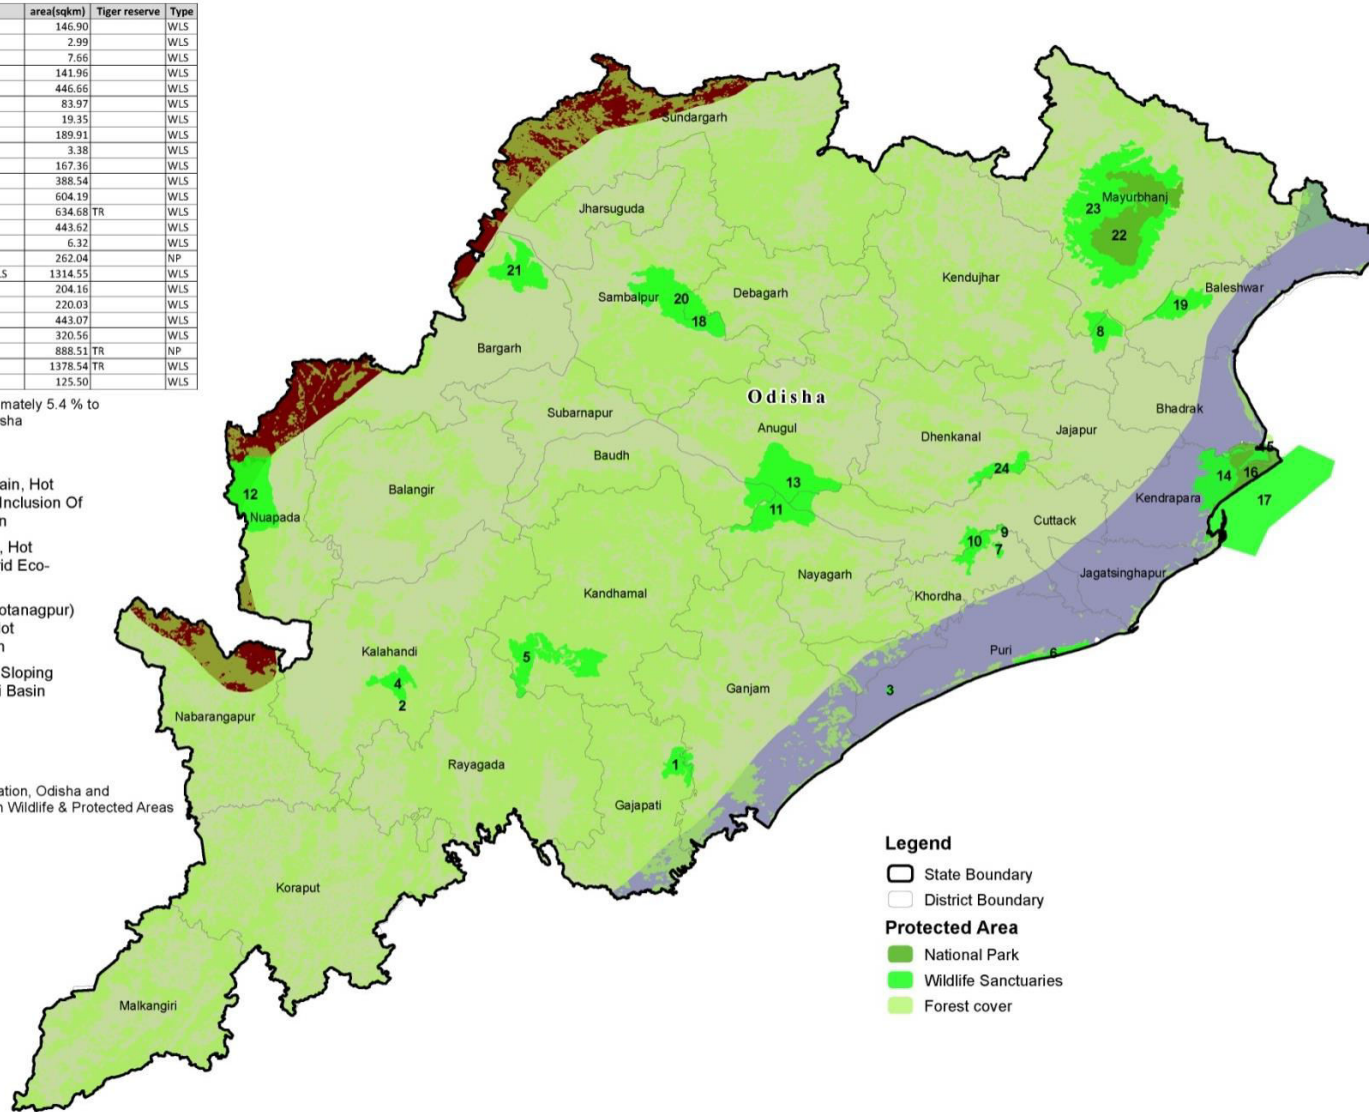 area(sqkm) Tiger reserve Type
146.90 WLS
2.99 WLS
7.66 WLS
141.96 WLS
446.66 WLS
83.97 WLS
19.35 WLS
189.91 WLS
3.38 WLS
167.36 WLS
388.54 WLS
604.19 WLS
634.68 TR WLS
443.62 WLS
6.32 WLS
262.04 NP
LS 1314.55 WLS
204.16 WLS
220.03 WLS
443.07 WLS
320.56 WLS
888.51 TR NP
1378.54 TR WLS
125.50 WLS
mately 5.4 % to
sha
ain, Hot
Inclusion Of
n
, Hot
id Eco-
otanagpur)
Hot
n
Sloping
i Basin
ation, Odisha and
n Wildlife & Protected Areas
Sundargarh
Jharsuguda
Mayurbhanj
23
22
21
Sambalpur
20
18
Debagarh
Kendujhar
Baleshwar
19
8
Bargarh
Odisha
Subarnapur
Anugul
Bhadrak
Baudh
Dhenkanal
Jajapur
15
24
13
14
16
12
Balangir
11
Kendrapara
17
Nuapada
Cuttack
9
10
7
Nayagarh
Jagatsinghapur
Kandhamal
Khordha
Kalahandi
5
Puri
6
4
2
Ganjam
3
Nabarangapur
Rayagada
1
Gajapati
Koraput
Malkangiri
Legend
State Boundary
District Boundary
Protected Area
National Park
Wildlife Sanctuaries
Forest cover